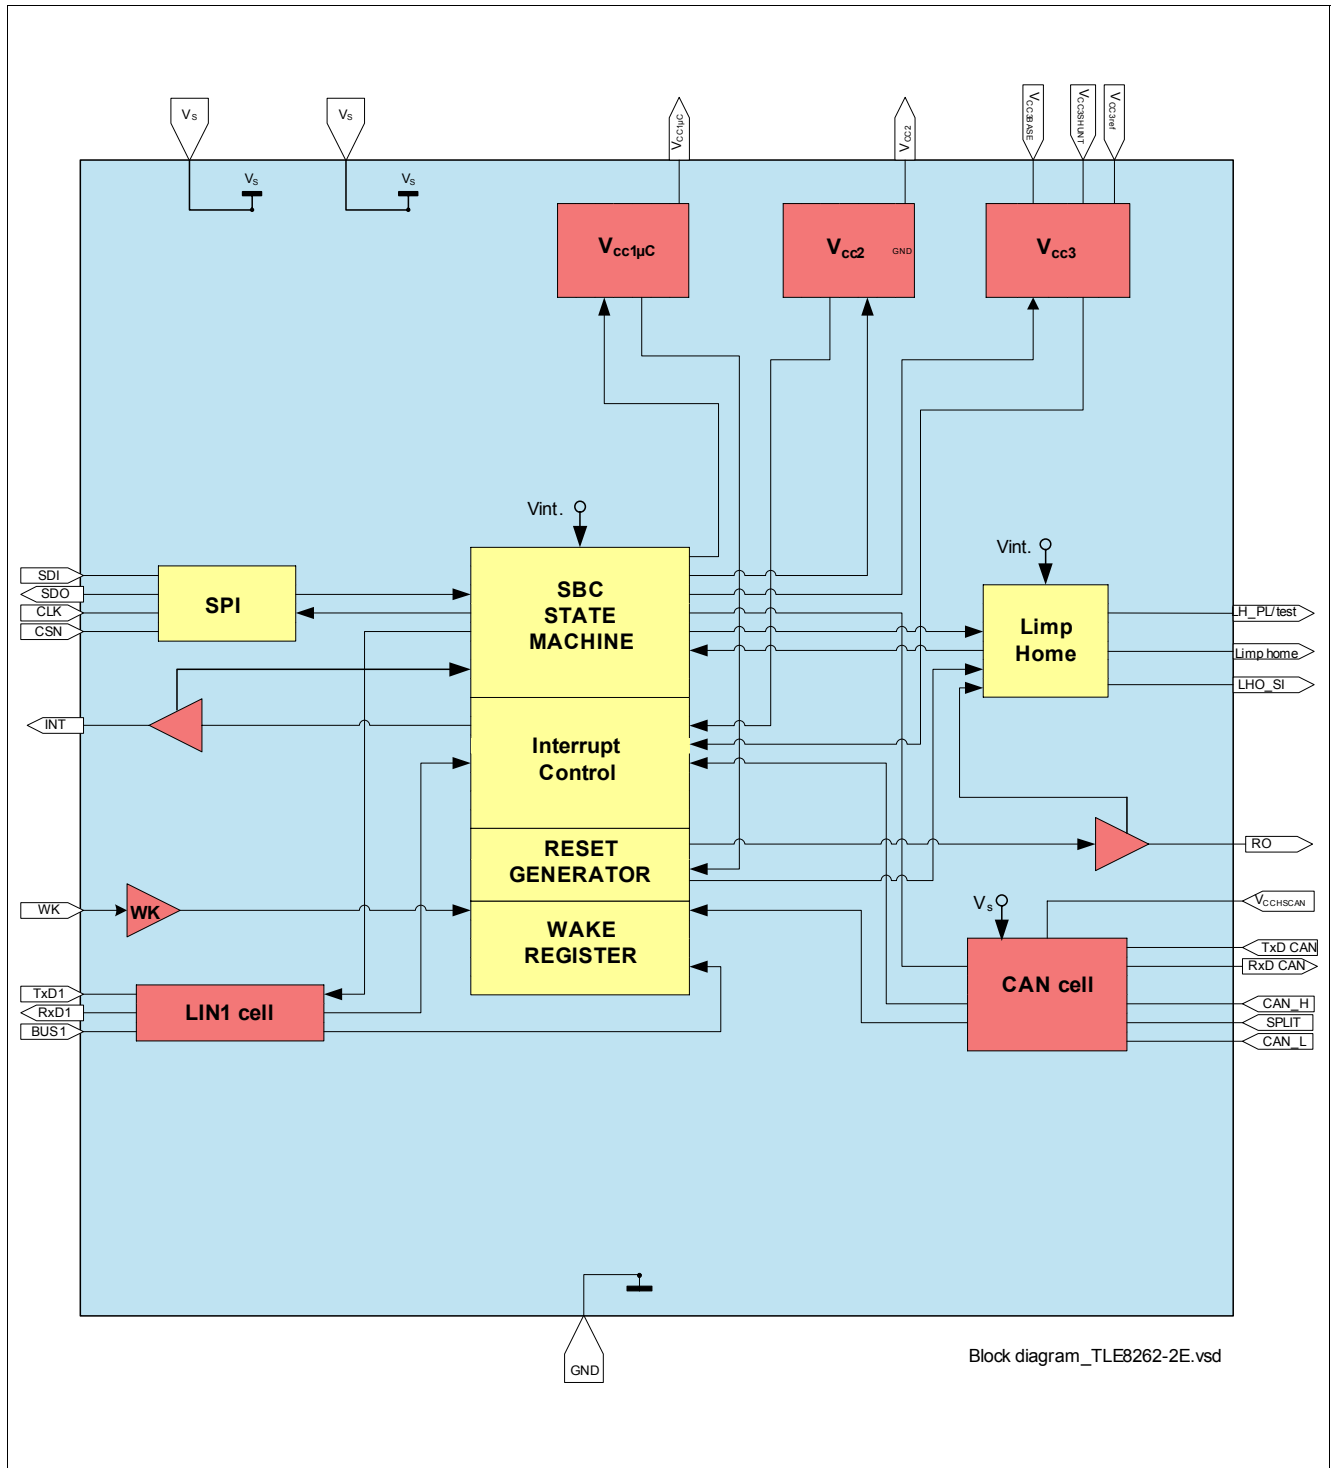 Vs
Vs
VCC1µC
VCC2
VCC3BASE
VCC3SHUNT
VCC3ref
Vs
Vs
Vcc1µC
Vcc2
GND
Vcc3
Vint.
Vint.
SDI
SDO
CLK
CSN
SPI
SBC
STATE
MACHINE
Limp
Home
LH_PL/test
Limp home
LHO_SI
INT
Interrupt
Control
RESET
GENERATOR
RO
WK
WK
WAKE
REGISTER
Vs
VCCHSCAN
TxD CAN
RxD CAN
CAN cell
CAN_H
SPLIT
CAN_L
TxD1
RxD1
BUS1
LIN1 cell
GND
Block diagram_TLE8262-2E.vsd